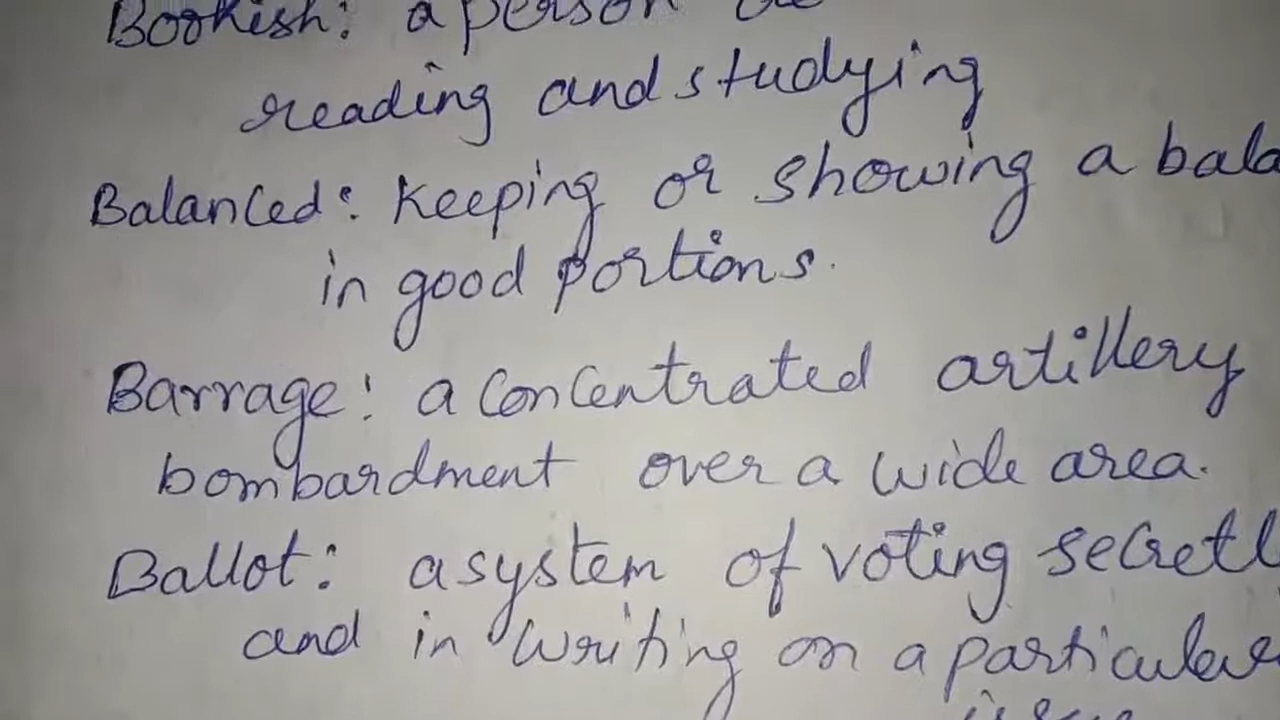 Bookish: a person
reading and studying
Balanced: Keeping or showing a bala
in good portions.
Barrage: a concentrated artillery
bombardment over a wide area.
Ballot: a system of voting secretl
and in writing on a particular